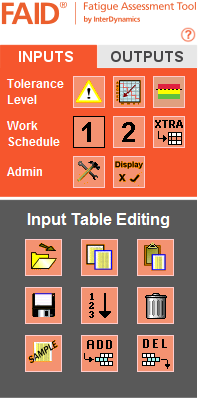 FAID® | Fatigue Assessment Tool
by InterDynamics
?
INPUTS OUTPUTS
Tolerance
Level
!
Work
Schedule
1 2 XTRA
Admin
Display
X ✓
Input Table Editing
1
2
3
SAMPLE
ADD
DEL